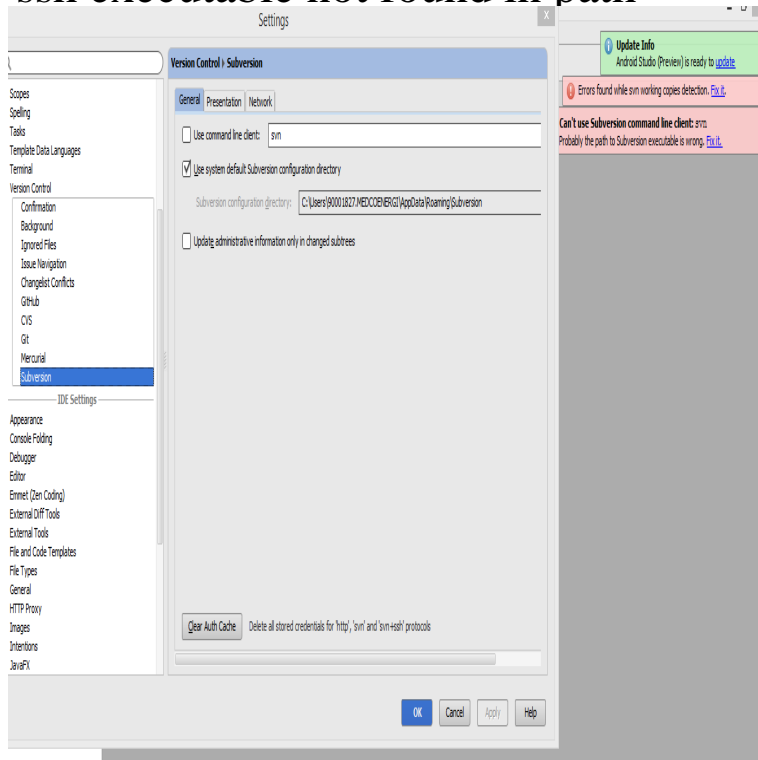 ssh executable not found in path
Settings
x
Update Info
Android Studio (Preview) is ready to update
Errors found while svn working copies detection. Fix it.
Can't use Subversion command line client: svn
Probably the path to Subversion executable is wrong. Fix it.
Scopes
Spelling
Tasks
Template Data Languages
Terminal
Version Control
Confirmation
Background
Ignored Files
Issue Navigation
Changelist Conflicts
GitHub
CVS
Git
Mercurial
Subversion
IDE Settings
Appearance
Console Folding
Debugger
Editor
Emmet (Zen Coding)
External Diff Tools
External Tools
File and Code Templates
File Types
General
HTTP Proxy
Images
Intentions
JavaFX
Version Control › Subversion
General Presentation Network
Use command line client: svn
Use system default Subversion configuration directory
Subversion configuration directory: C:\Users\90001827.MEDCOENERGI\AppData\Roaming\Subversion
Update administrative information only in changed subtrees
Clear Auth Cache Delete all stored credentials for 'http', 'svn' and 'svn+ssh' protocols
OK Cancel Apply Help